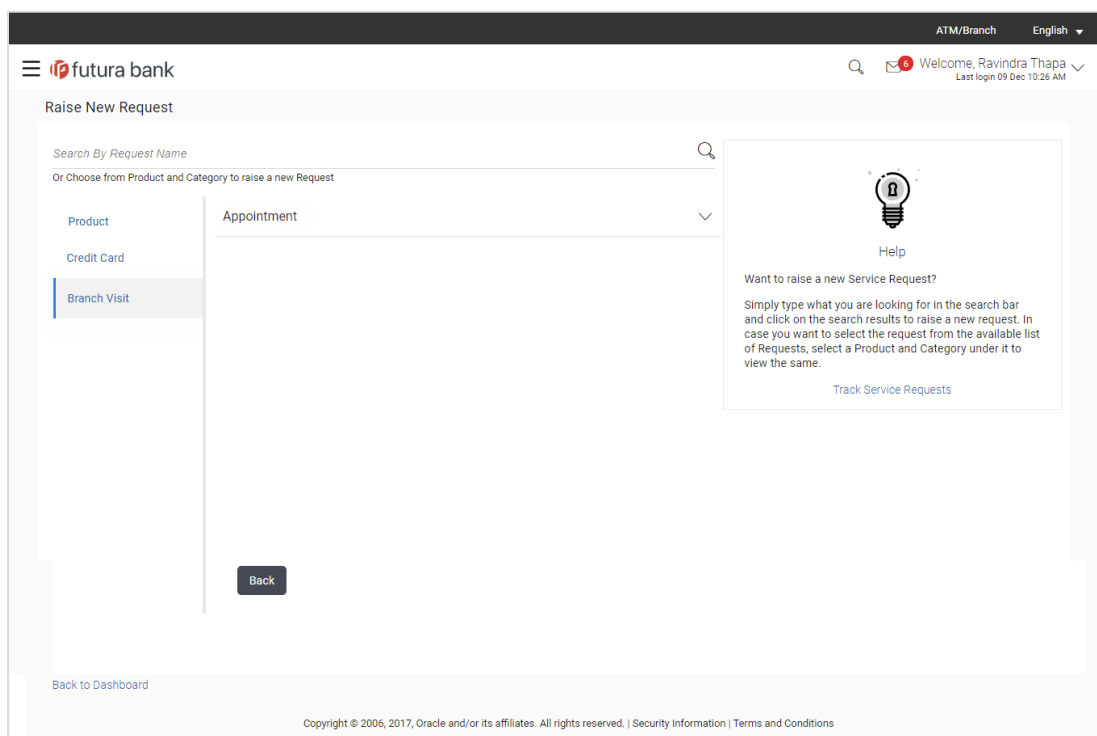 ATM/Branch English
futura bank
6 Welcome, Ravindra Thapa
Last login 09 Dec 10:26 AM
Raise New Request
Search By Request Name
Or Choose from Product and Category to raise a new Request
Product
Credit Card
Branch Visit
Appointment
Help
Want to raise a new Service Request?
Simply type what you are looking for in the search bar
and click on the search results to raise a new request. In
case you want to select the request from the available list
of Requests, select a Product and Category under it to
view the same.
Track Service Requests
Back
Back to Dashboard
Copyright © 2006, 2017, Oracle and/or its affiliates. All rights reserved. | Security Information | Terms and Conditions